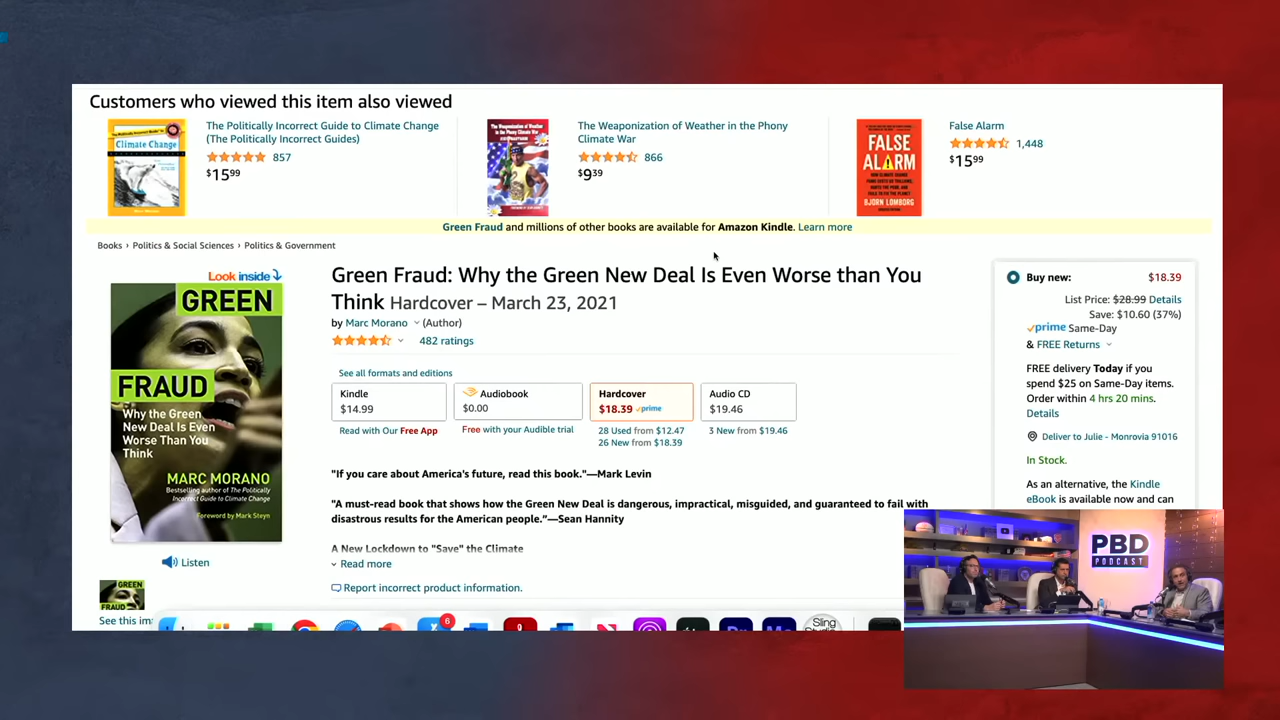 Customers who viewed this item also viewed
The Politically Incorrect Guide to Climate Change
(The Politically Incorrect Guides)
857
$15 99
The Weaponization of Weather in the Phony
Climate War
866
$9 39
False Alarm
1,448
$15 99
Climate
Change
FALSE
ALARM
BJORN LOMBORG
Green Fraud and millions of other books are available for Amazon Kindle. Learn more
Books › Politics & Social Sciences › Politics & Government
Look inside
GREEN
FRAUD
Why the Green
New Deal Is Even
Worse Than You
Think
MARC MORANO
Bestselling author of The Politically
Incorrect Guide to Climate Change
Foreword by Mark Steyn
Listen
GREEN
FRAUD
See this im
Green Fraud: Why the Green New Deal Is Even Worse than You
Think Hardcover – March 23, 2021
by Marc Morano (Author)
482 ratings
See all formats and editions
Kindle
$14.99
Read with Our Free App
Audiobook
$0.00
Free with your Audible trial
Hardcover
$18.39 prime
28 Used from $12.47
26 New from $18.39
Audio CD
$19.46
3 New from $19.46
"If you care about America's future, read this book."—Mark Levin
"A must-read book that shows how the Green New Deal is dangerous, impractical, misguided, and guaranteed to fail with
disastrous results for the American people."—Sean Hannity
A New Lockdown to "Save" the Climate
Read more
Report incorrect product information.
Buy new:
$18.39
List Price: $28.99 Details
Save: $10.60 (37%)
prime Same-Day
& FREE Returns
FREE delivery Today if you
spend $25 on Same-Day items.
Order within 4 hrs 20 mins.
Details
Deliver to Julie - Monrovia 91016
In Stock.
As an alternative, the Kindle
eBook is available now and can
6
9
Sling
PBD
PODCAST